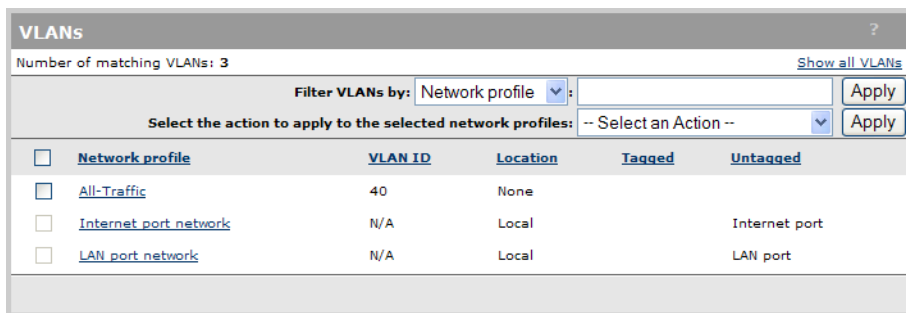 VLANs ?
Number of matching VLANs: 3 Show all VLANs
Filter VLANs by: Network profile : Apply
Select the action to apply to the selected network profiles: -- Select an Action -- Apply
Network profile VLAN ID Location Tagged Untagged
All-Traffic 40 None
Internet port network N/A Local Internet port
LAN port network N/A Local LAN port